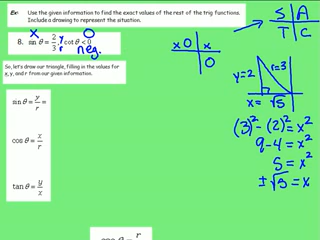 Ex: Use the given information to find the exact values of the rest of the trig functions.
Include a drawing to represent the situation.
8. sin θ = 2/3, y/r cot θ < 0
X O
neg.
S A
T C
X O X
O
So, let's draw our triangle, filling in the values for
x, y, and r from our given information.
y=2 r=3
x= √5
sin θ = y/r =
cos θ = x/r
tan θ = y/x
(3)² - (2)² = x²
9 - 4 = x²
5 = x²
±√5 = x